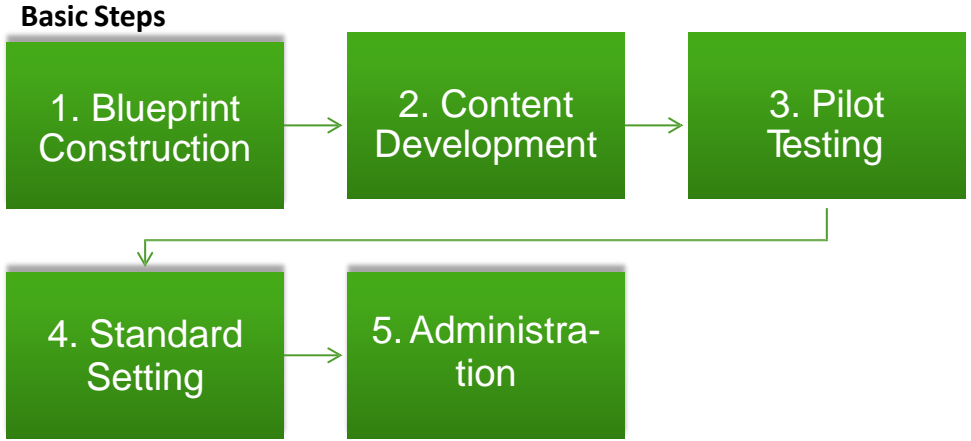 Basic Steps
1. Blueprint
Construction
2. Content
Development
3. Pilot
Testing
4. Standard
Setting
5. Administra-
tion